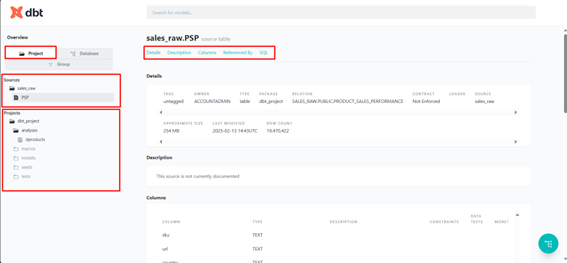 dbt
Search for models...
Overview
Project
Database
Group
Sources
sales_raw
PSP
Projects
dbt_project
analyses
dproducts
macros
models
seeds
tests
sales_raw.PSP source table
Details Description Columns Referenced By SQL
Details
TAGS OWNER TYPE PACKAGE RELATION CONTRACT LOADER SOURCE
untagged ACCOUNTADMIN table dbt_project SALES_RAW.PUBLIC.PRODUCT_SALES_PERFORMANCE Not Enforced sales_raw
APPROXIMATE SIZE LAST MODIFIED ROW COUNT
254 MB 2025-02-13 14:43UTC 19,470,422
Description
This source is not currently documented
Columns
COLUMN TYPE DESCRIPTION CONSTRAINTS DATA TESTS MORE?
sku TEXT
url TEXT
TEXT